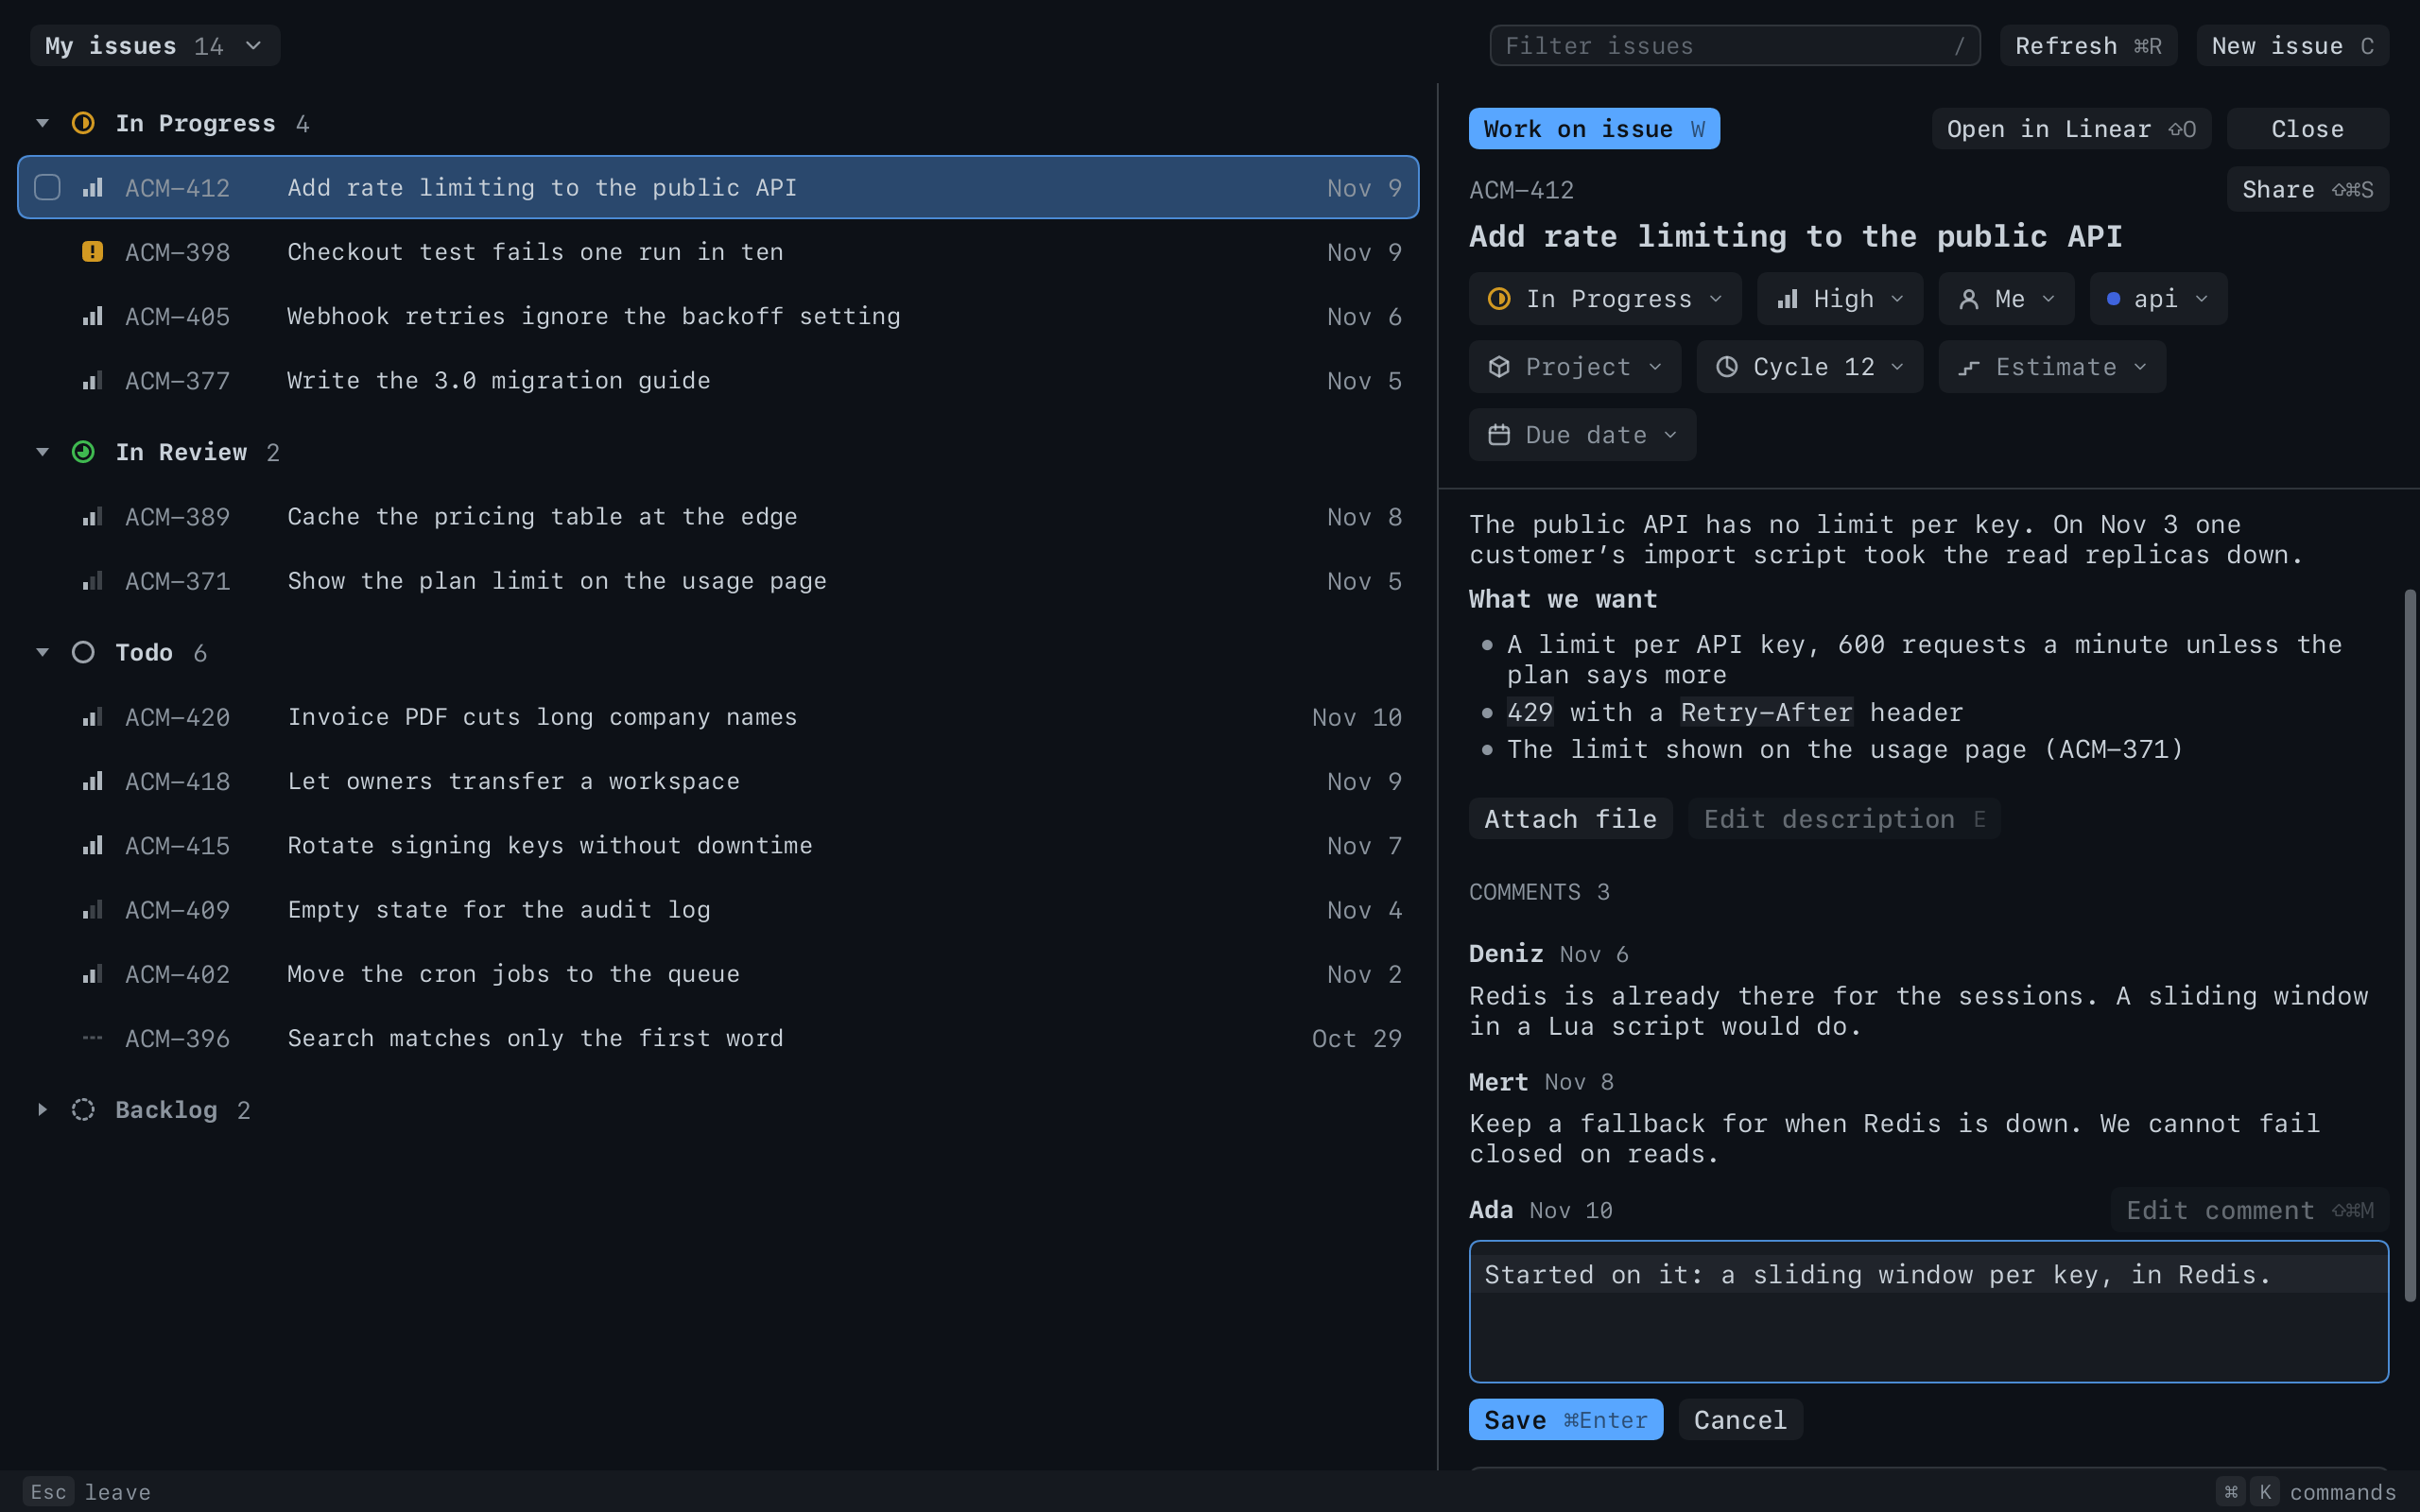 My issues 14
Filter issues /
Refresh ⌘R
New issue C
In Progress 4
ACM-412 Add rate limiting to the public API Nov 9
ACM-398 Checkout test fails one run in ten Nov 9
ACM-405 Webhook retries ignore the backoff setting Nov 6
ACM-377 Write the 3.0 migration guide Nov 5
In Review 2
ACM-389 Cache the pricing table at the edge Nov 8
ACM-371 Show the plan limit on the usage page Nov 5
Todo 6
ACM-420 Invoice PDF cuts long company names Nov 10
ACM-418 Let owners transfer a workspace Nov 9
ACM-415 Rotate signing keys without downtime Nov 7
ACM-409 Empty state for the audit log Nov 4
ACM-402 Move the cron jobs to the queue Nov 2
ACM-396 Search matches only the first word Oct 29
Backlog 2
Work on issue W
Open in Linear ⇧O
Close
ACM-412
Share ⇧⌘S
Add rate limiting to the public API
In Progress
High
Me
api
Project
Cycle 12
Estimate
Due date
The public API has no limit per key. On Nov 3 one
customer’s import script took the read replicas down.
What we want
A limit per API key, 600 requests a minute unless the
plan says more
429 with a Retry-After header
The limit shown on the usage page (ACM-371)
Attach file
Edit description E
COMMENTS 3
Deniz Nov 6
Redis is already there for the sessions. A sliding window
in a Lua script would do.
Mert Nov 8
Keep a fallback for when Redis is down. We cannot fail
closed on reads.
Ada Nov 10
Edit comment ⇧⌘M
Started on it: a sliding window per key, in Redis.
Save ⌘Enter
Cancel
Esc leave
⌘ K commands